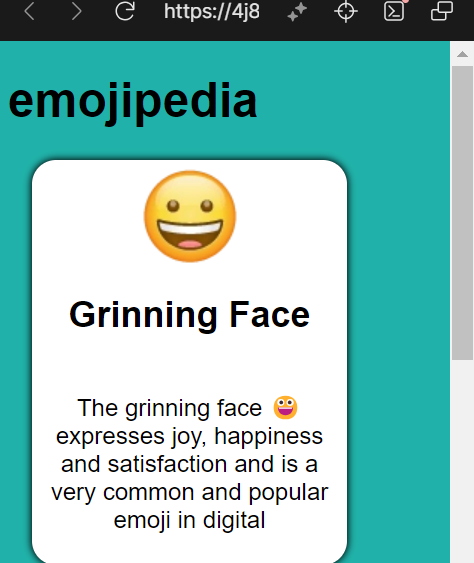 https://4j8
emojipedia
Grinning Face
The grinning face 😀
expresses joy, happiness
and satisfaction and is a
very common and popular
emoji in digital